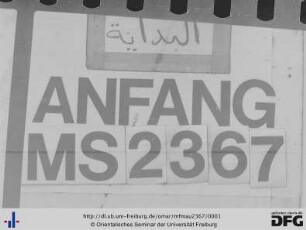 البداية
ANFANG
MS 2367
http://dl.ub.uni-freiburg.de/omar/mfmau2367/0001
© Orientalisches Seminar der Universität Freiburg
DFG